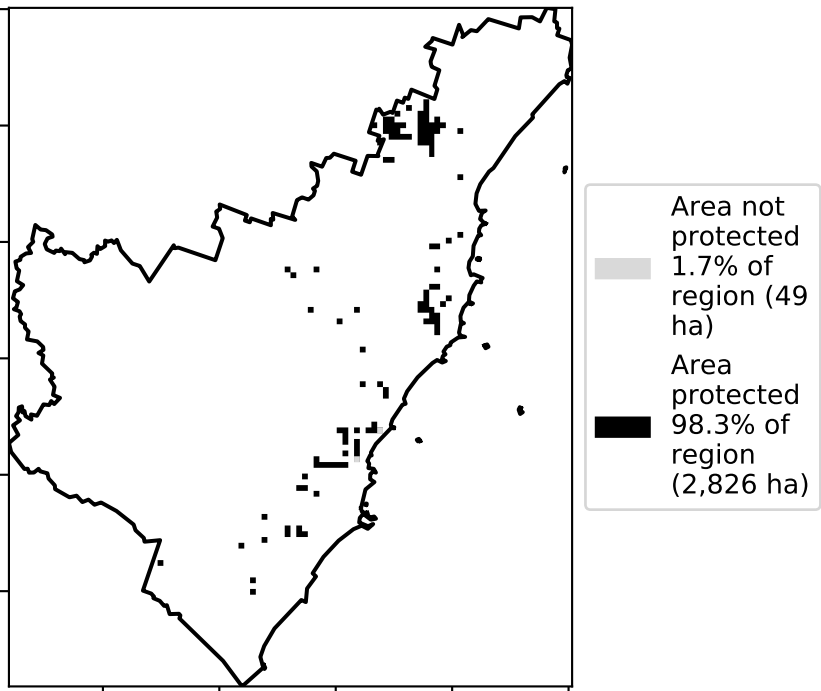 Area not
protected
1.7% of
region (49
ha)
Area
protected
98.3% of
region
(2,826 ha)